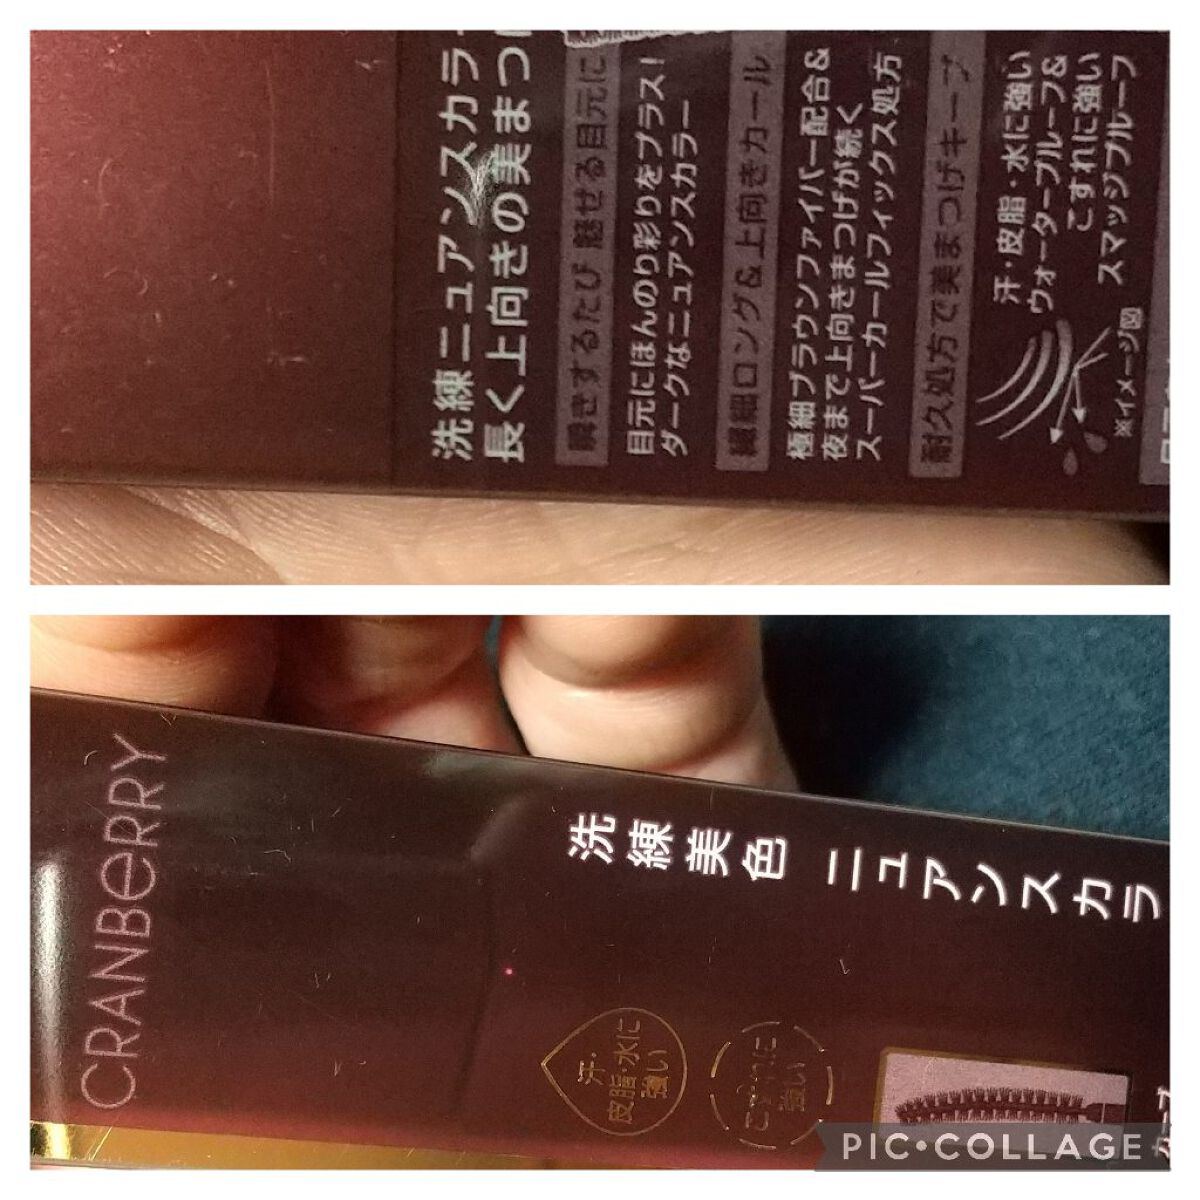 洗練ニュアンスカラ
長く上向きの美まつ
瞬きするたび 魅せる目元に
目元にほんのり彩りをプラス!
ダークなニュアンスカラー
繊細ロング&上向きカール
極細ブラウンファイバー配合&
夜まで上向きまつげが続く
スーパーカールフィックス処方
耐久処方で美まつげキープ
汗・皮脂・水に強い
ウォータープルーフ&
こすれに強い
スマッジプルーフ
※イメージ図
CRANBeRRY
洗練美色 ニュアンスカラ
汗・
皮脂・水に
強い
こすれに
強い
PIC•COLLAGE